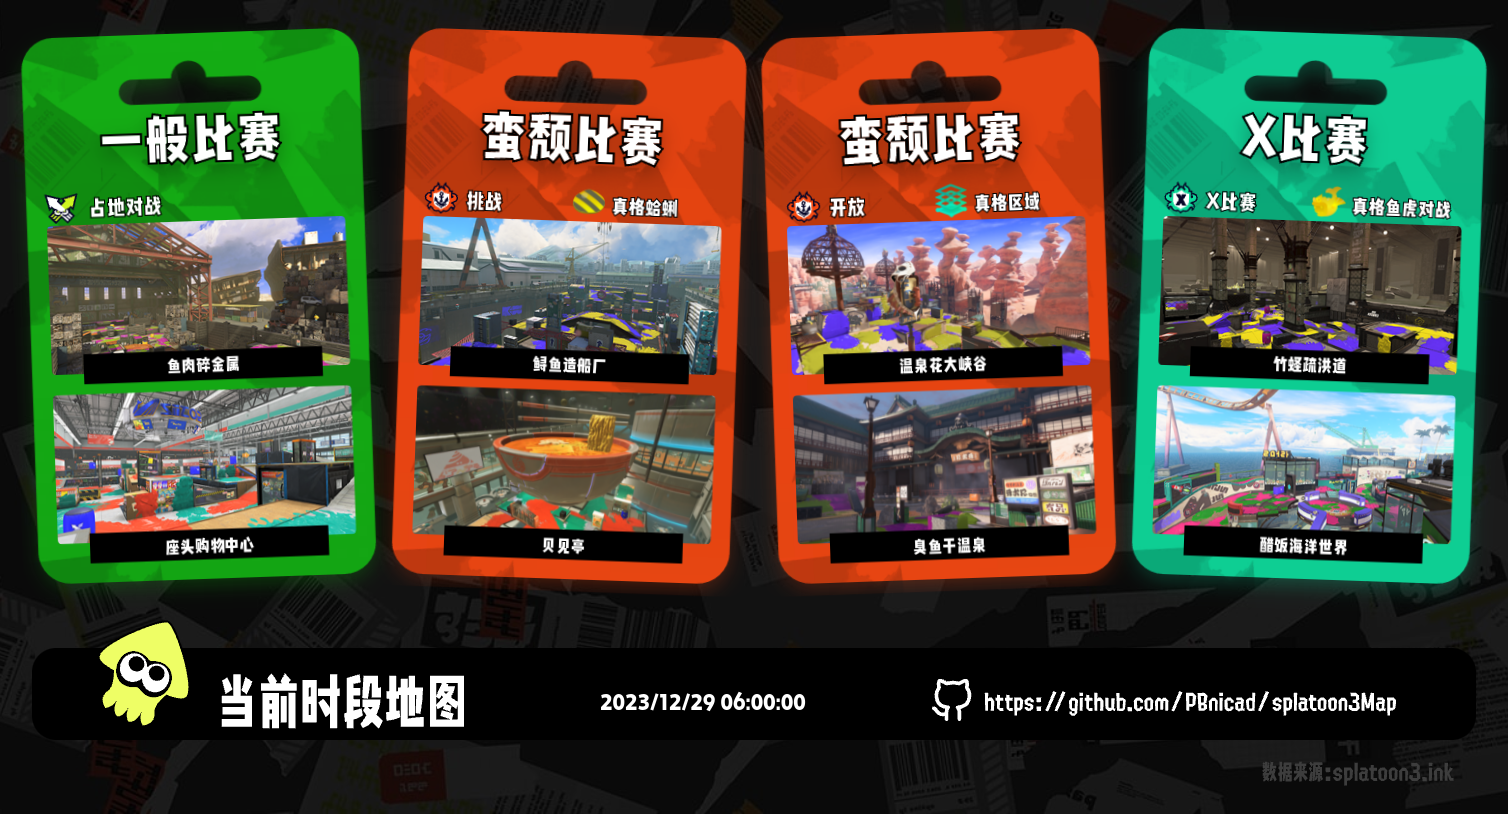 一般比赛
占地对战
鱼肉碎金属
座头购物中心
蛮颓比赛
挑战
真格蛤蜊
鲟鱼造船厂
贝见亭
蛮颓比赛
开放
真格区域
温泉花大峡谷
臭鱼干温泉
X比赛
X比赛
真格鱼虎对战
竹蛏疏洪道
醋饭海洋世界
当前时段地图
2023/12/29 06:00:00
https://github.com/PBnicad/splatoon3Map
数据来源:splatoon3.ink